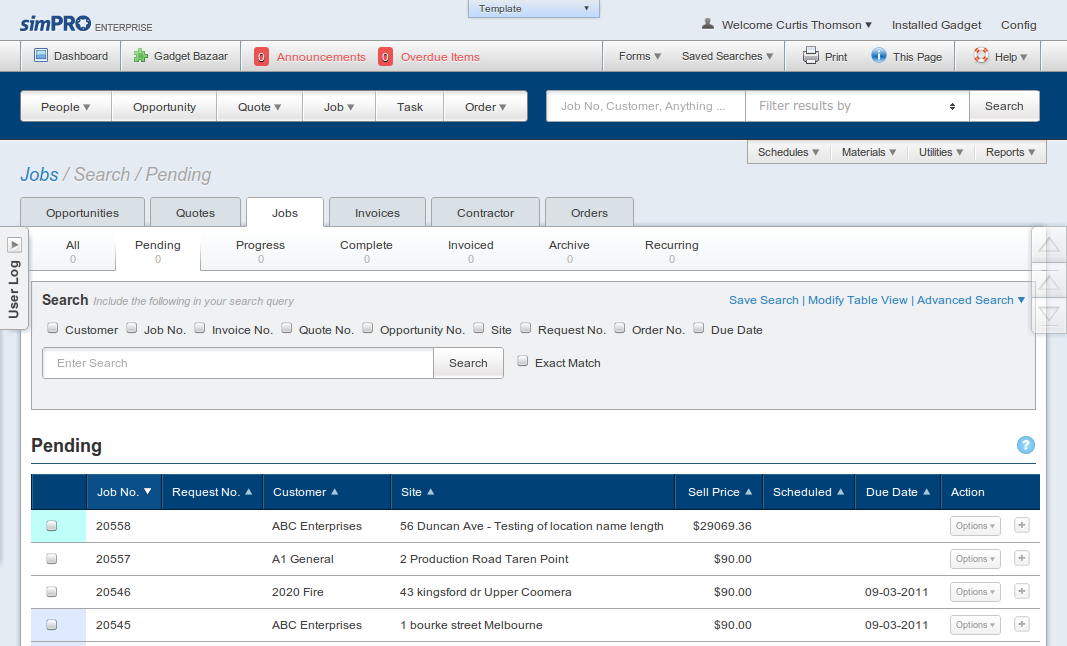 Template
simPRO ENTERPRISE
Welcome Curtis Thomson
Installed Gadget
Config
Dashboard
Gadget Bazaar
0 Announcements
0 Overdue Items
Forms
Saved Searches
Print
This Page
Help
People
Opportunity
Quote
Job
Task
Order
Job No, Customer, Anything ...
Filter results by
Search
Schedules
Materials
Utilities
Reports
Jobs / Search / Pending
Opportunities
Quotes
Jobs
Invoices
Contractor
Orders
User Log
All
0
Pending
0
Progress
0
Complete
0
Invoiced
0
Archive
0
Recurring
0
Search Include the following in your search query
Save Search | Modify Table View | Advanced Search
Customer
Job No.
Invoice No.
Quote No.
Opportunity No.
Site
Request No.
Order No.
Due Date
Enter Search
Search
Exact Match
Pending
?
Job No. Request No. Customer Site Sell Price Scheduled Due Date Action
20558 ABC Enterprises 56 Duncan Ave - Testing of location name length $29069.36 Options +
20557 A1 General 2 Production Road Taren Point $90.00 Options +
20546 2020 Fire 43 kingsford dr Upper Coomera $90.00 09-03-2011 Options +
20545 ABC Enterprises 1 bourke street Melbourne $90.00 09-03-2011 Options +